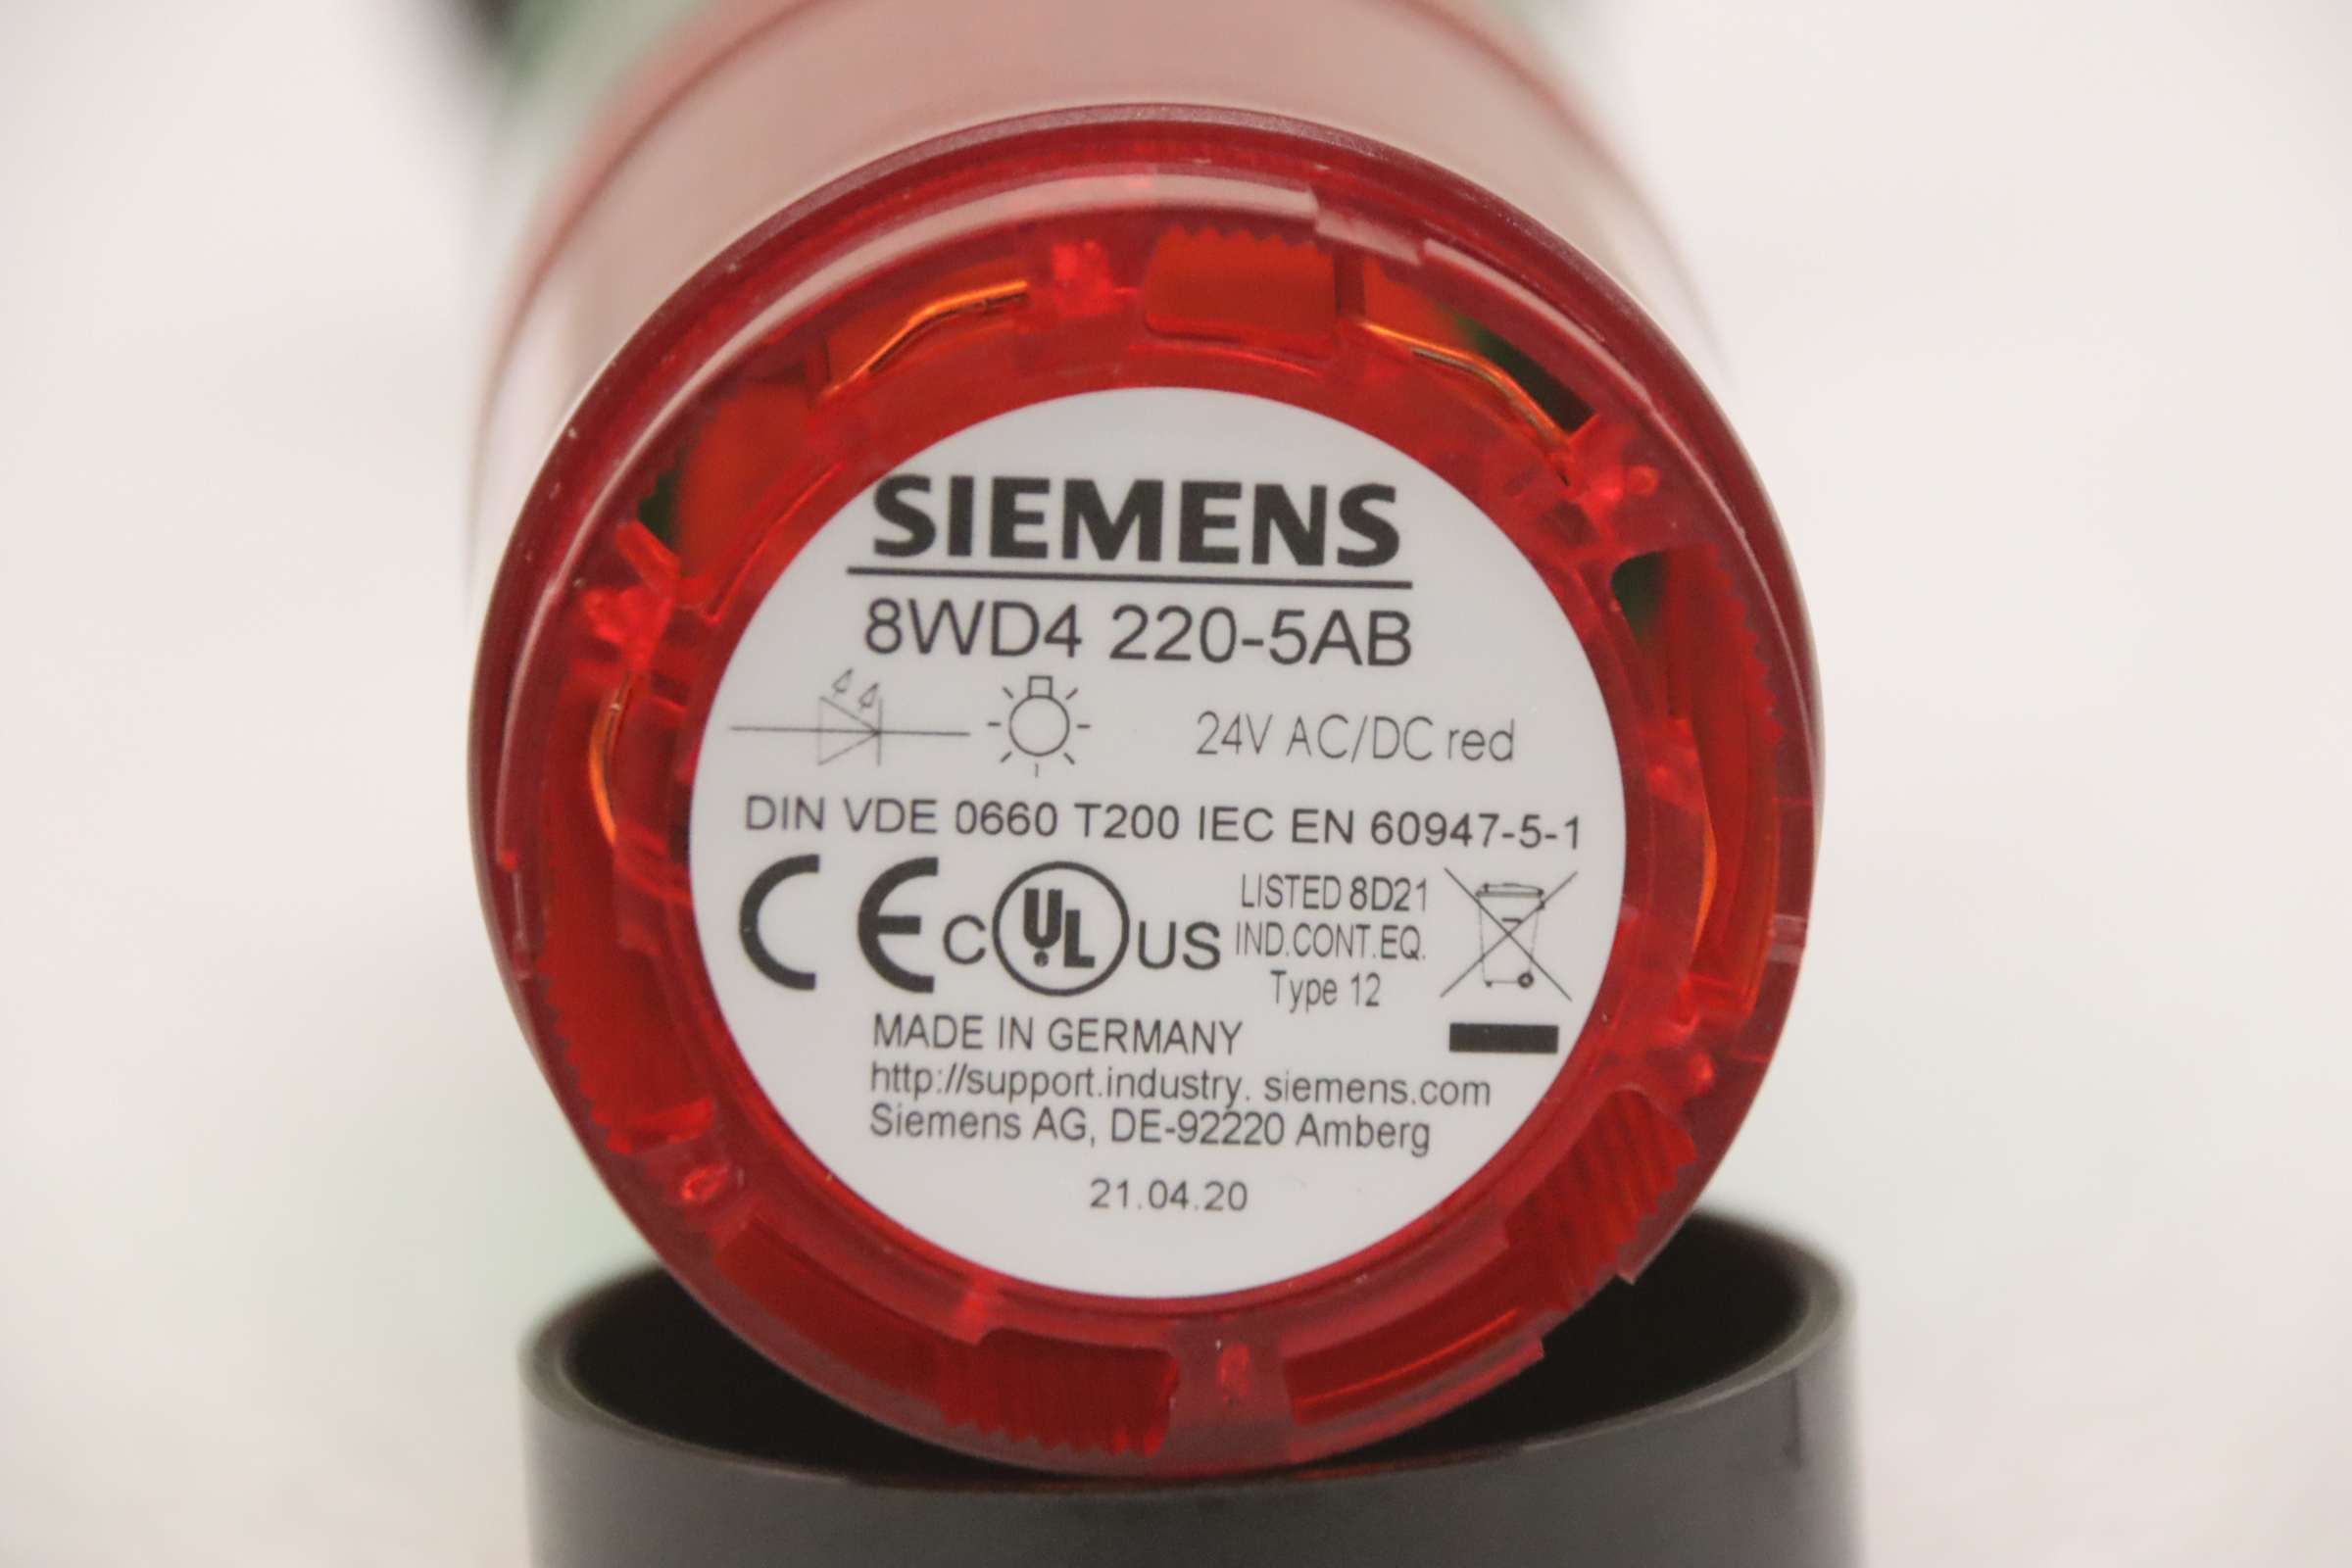 SIEMENS
8WD4 220-5AB
24V AC/DC red
DIN VDE 0660 T200 IEC EN 60947-5-1
CE C UL US LISTED 8D21
IND.CONT.EQ.
Type 12
MADE IN GERMANY
http://support.industry. siemens.com
Siemens AG, DE-92220 Amberg
21.04.20